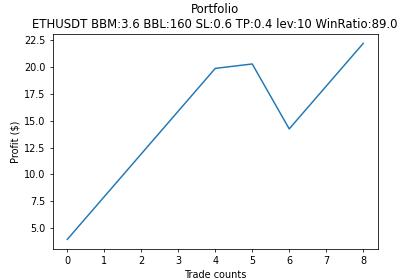 Portfolio
ETHUSDT BBM:3.6 BBL:160 SL:0.6 TP:0.4 lev:10 WinRatio:89.0
22.5
20.0
17.5
15.0
12.5
10.0
7.5
5.0
Profit ($)
0 1 2 3 4 5 6 7 8
Trade counts